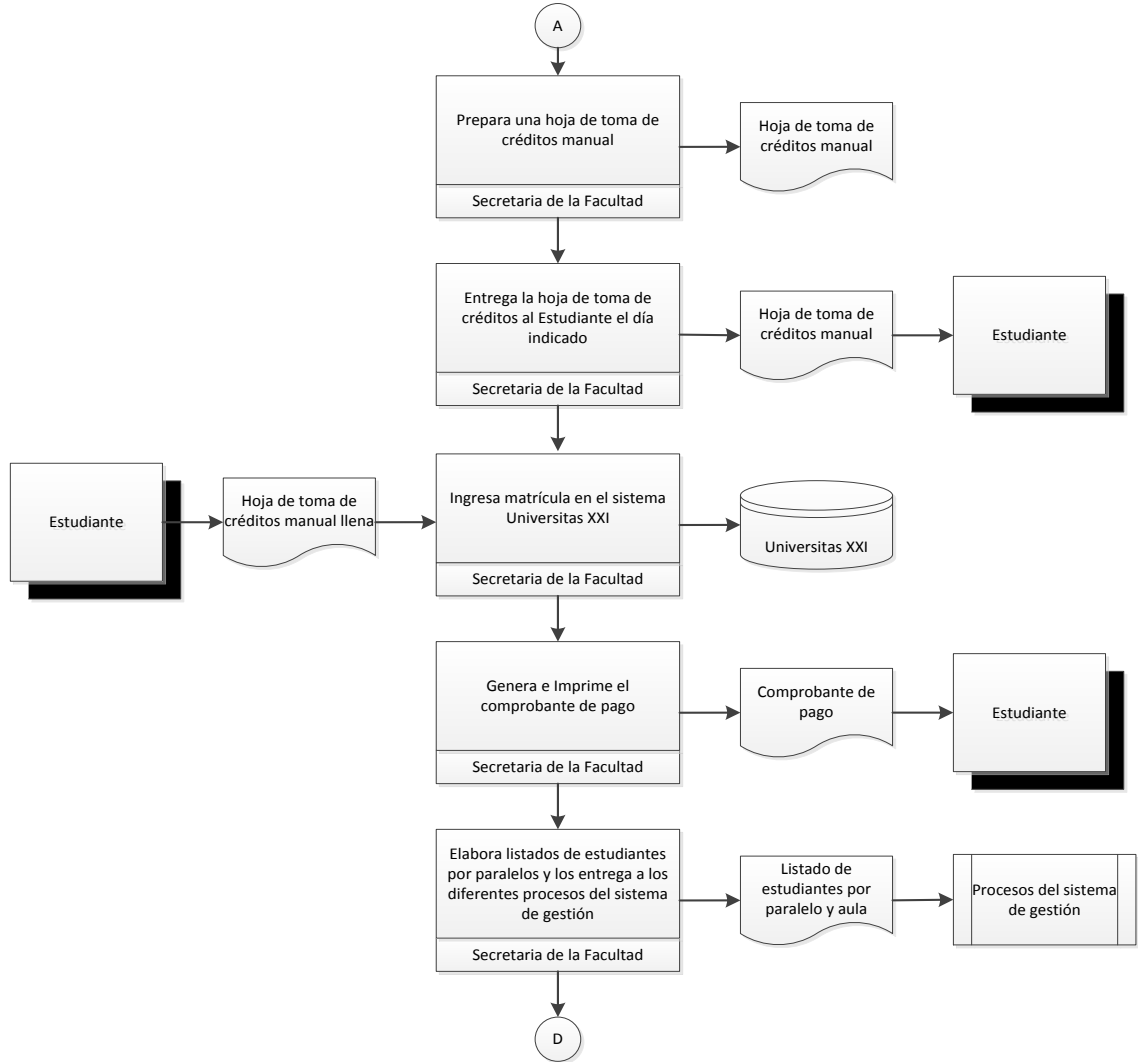 A
Prepara una hoja de toma de
créditos manual
Secretaria de la Facultad
Hoja de toma de
créditos manual
Entrega la hoja de toma de
créditos al Estudiante el día
indicado
Secretaria de la Facultad
Hoja de toma de
créditos manual
Estudiante
Estudiante
Hoja de toma de
créditos manual llena
Ingresa matrícula en el sistema
Universitas XXI
Secretaria de la Facultad
Universitas XXI
Genera e Imprime el
comprobante de pago
Secretaria de la Facultad
Comprobante de
pago
Estudiante
Elabora listados de estudiantes
por paralelos y los entrega a los
diferentes procesos del sistema
de gestión
Secretaria de la Facultad
Listado de
estudiantes por
paralelo y aula
Procesos del sistema
de gestión
D